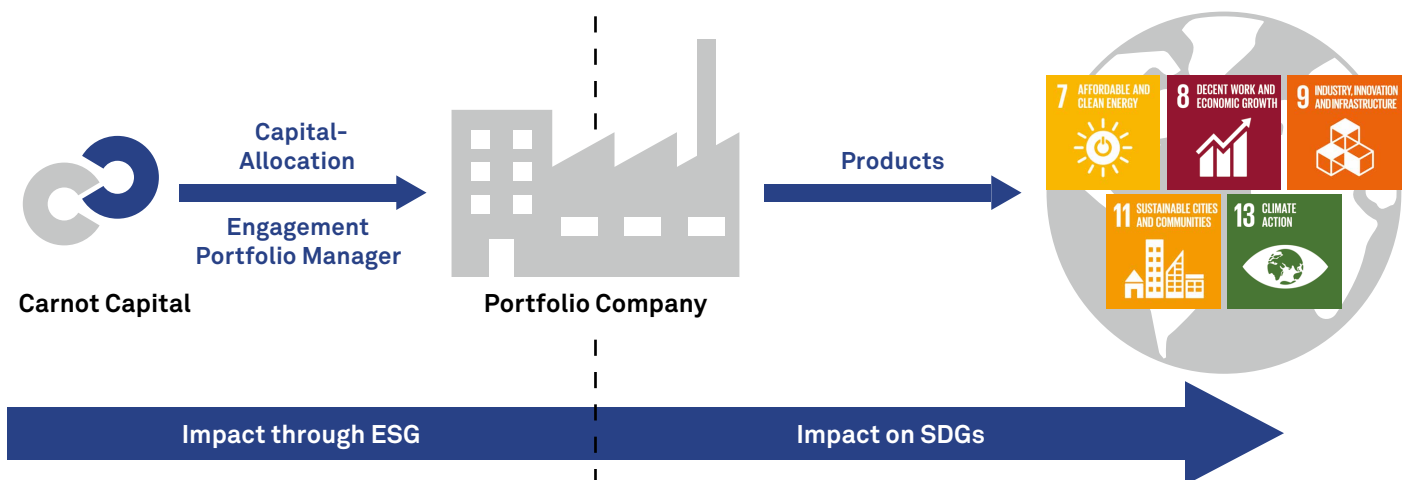 Capital-
Allocation
Engagement
Portfolio Manager
Carnot Capital
Portfolio Company
Products
7 AFFORDABLE AND
CLEAN ENERGY
8 DECENT WORK AND
ECONOMIC GROWTH
9 INDUSTRY, INNOVATION
AND INFRASTRUCTURE
11 SUSTAINABLE CITIES
AND COMMUNITIES
13 CLIMATE
ACTION
Impact through ESG
Impact on SDGs